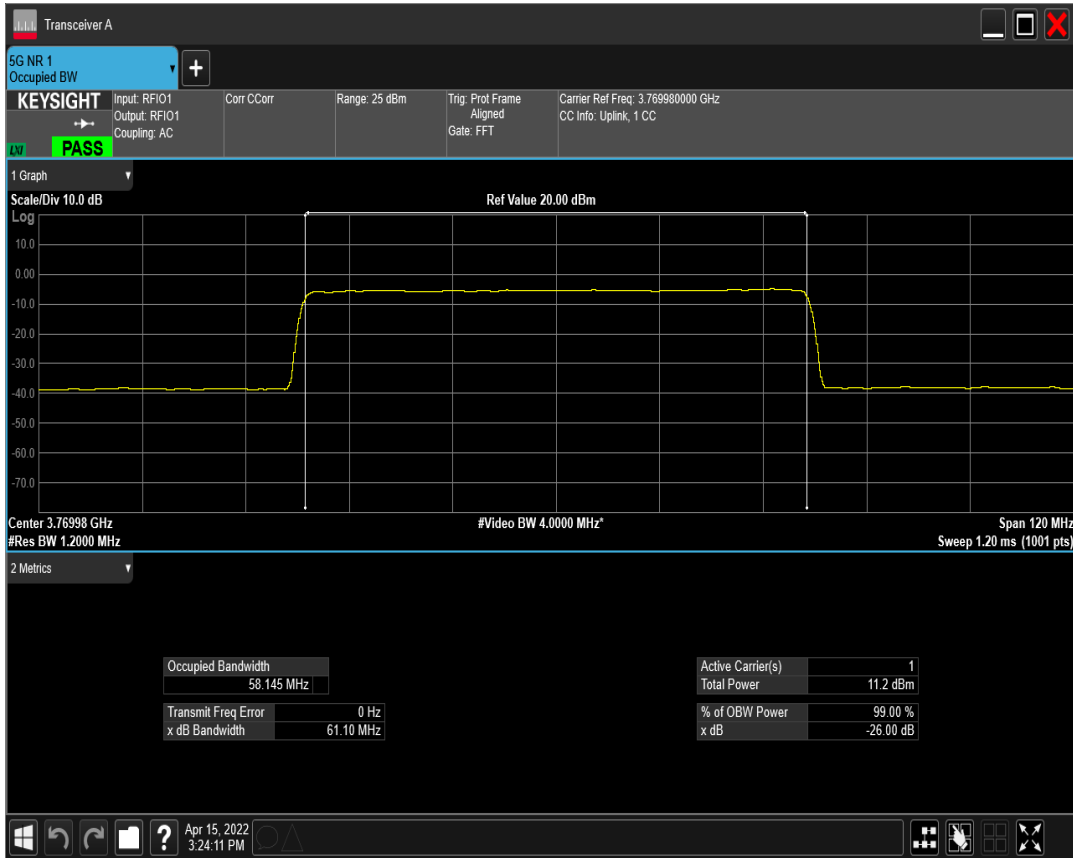 Transceiver A
5G NR 1
Occupied BW
KEYSIGHT
LXI
PASS
Input: RFIO1
Output: RFIO1
Coupling: AC
Corr CCorr
Range: 25 dBm
Trig: Prot Frame
Aligned
Gate: FFT
Carrier Ref Freq: 3.769980000 GHz
CC Info: Uplink, 1 CC
1 Graph
Scale/Div 10.0 dB
Ref Value 20.00 dBm
Log
10.0
0.00
-10.0
-20.0
-30.0
-40.0
-50.0
-60.0
-70.0
Center 3.76998 GHz
#Video BW 4.0000 MHz*
Span 120 MHz
#Res BW 1.2000 MHz
Sweep 1.20 ms (1001 pts)
2 Metrics
Occupied Bandwidth
58.145 MHz
Transmit Freq Error 0 Hz
x dB Bandwidth 61.10 MHz
Active Carrier(s) 1
Total Power 11.2 dBm
% of OBW Power 99.00 %
x dB -26.00 dB
?
Apr 15, 2022
3:24:11 PM